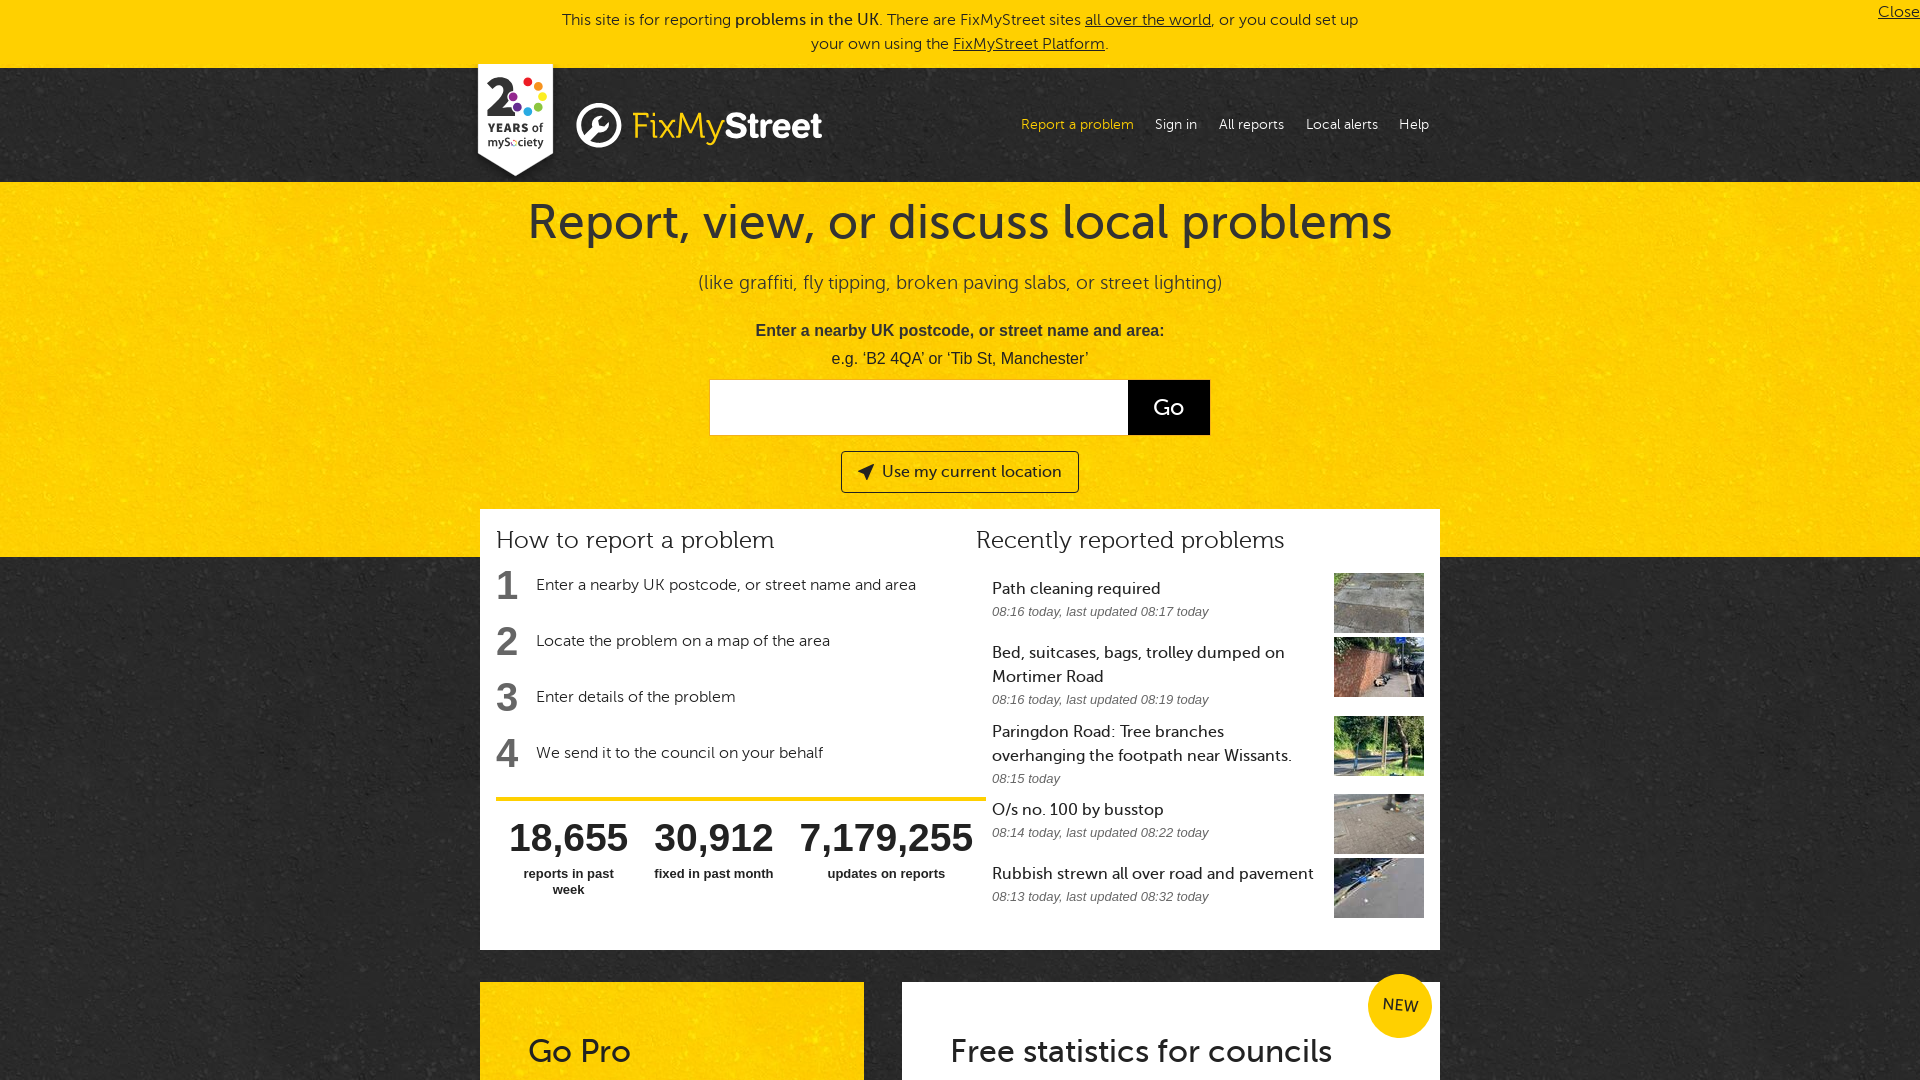 This site is for reporting problems in the UK. There are FixMyStreet sites all over the world, or you could set up
your own using the FixMyStreet Platform.
Close
20
YEARS of
mySociety
FixMyStreet
Report a problem
Sign in
All reports
Local alerts
Help
Report, view, or discuss local problems
(like graffiti, fly tipping, broken paving slabs, or street lighting)
Enter a nearby UK postcode, or street name and area:
e.g. ‘B2 4QA’ or ‘Tib St, Manchester’
Go
Use my current location
How to report a problem
1 Enter a nearby UK postcode, or street name and area
2 Locate the problem on a map of the area
3 Enter details of the problem
4 We send it to the council on your behalf
18,655
reports in past
week
30,912
fixed in past month
7,179,255
updates on reports
Recently reported problems
Path cleaning required
08:16 today, last updated 08:17 today
Bed, suitcases, bags, trolley dumped on
Mortimer Road
08:16 today, last updated 08:19 today
Paringdon Road: Tree branches
overhanging the footpath near Wissants.
08:15 today
O/s no. 100 by busstop
08:14 today, last updated 08:22 today
Rubbish strewn all over road and pavement
08:13 today, last updated 08:32 today
Go Pro
NEW
Free statistics for councils